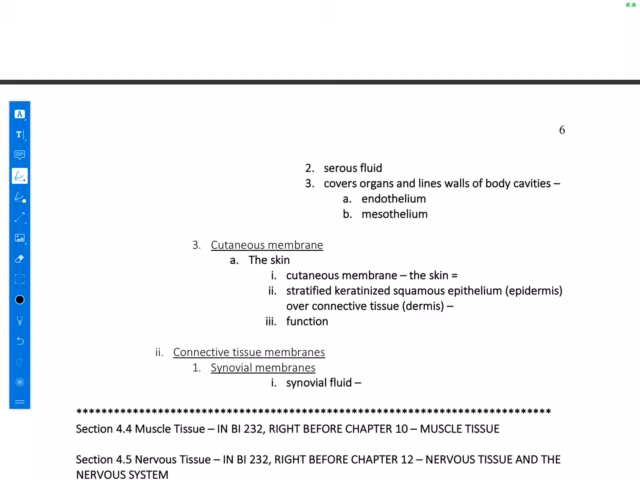 6
2. serous fluid
3. covers organs and lines walls of body cavities –
a. endothelium
b. mesothelium
3. Cutaneous membrane
a. The skin
i. cutaneous membrane – the skin =
ii. stratified keratinized squamous epithelium (epidermis)
over connective tissue (dermis) –
iii. function
ii. Connective tissue membranes
1. Synovial membranes
i. synovial fluid –
******************************************************************************
Section 4.4 Muscle Tissue – IN BI 232, RIGHT BEFORE CHAPTER 10 – MUSCLE TISSUE
Section 4.5 Nervous Tissue – IN BI 232, RIGHT BEFORE CHAPTER 12 – NERVOUS TISSUE AND THE
NERVOUS SYSTEM